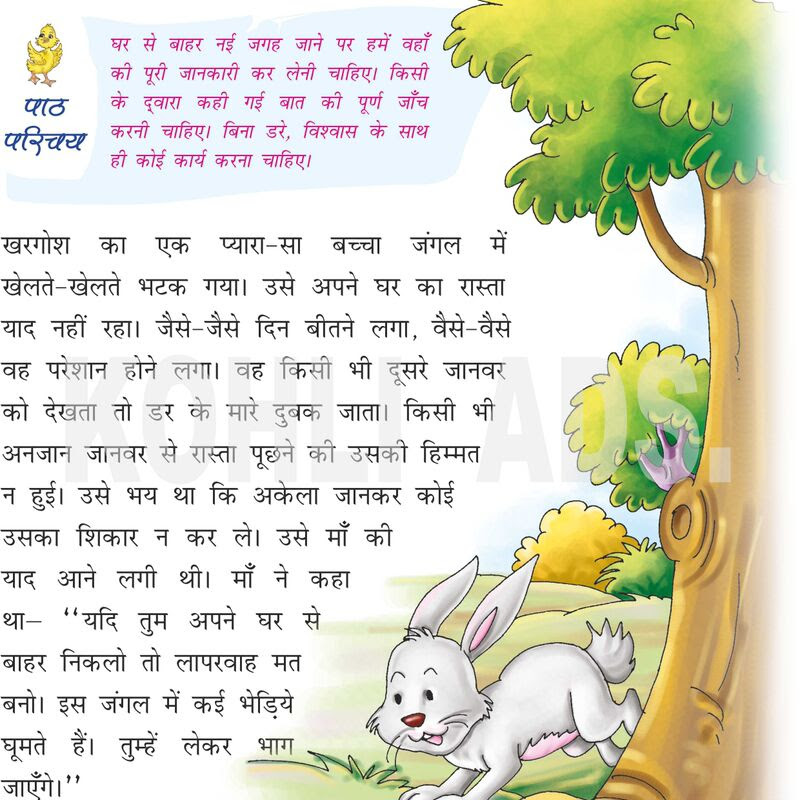 पाठ
परिचय
घर से बाहर नई जगह जाने पर हमें वहाँ
की पूरी जानकारी कर लेनी चाहिए। किसी
के द्वारा कही गई बात की पूर्ण जाँच
करनी चाहिए। बिना डरे, विश्वास के साथ
ही कोई कार्य करना चाहिए।
खरगोश का एक प्यारा-सा बच्चा जंगल में
खेलते-खेलते भटक गया। उसे अपने घर का रास्ता
याद नहीं रहा। जैसे-जैसे दिन बीतने लगा, वैसे-वैसे
वह परेशान होने लगा। वह किसी भी दूसरे जानवर
को देखता तो डर के मारे दुबक जाता। किसी भी
अनजान जानवर से रास्ता पूछने की उसकी हिम्मत
न हुई। उसे भय था कि अकेला जानकर कोई
उसका शिकार न कर ले। उसे माँ की
याद आने लगी थी। माँ ने कहा
था– ‘‘यदि तुम अपने घर से
बाहर निकलो तो लापरवाह मत
बनो। इस जंगल में कई भेड़िये
घूमते हैं। तुम्हें लेकर भाग
जाएँगे।’’
KOHLI ADS.